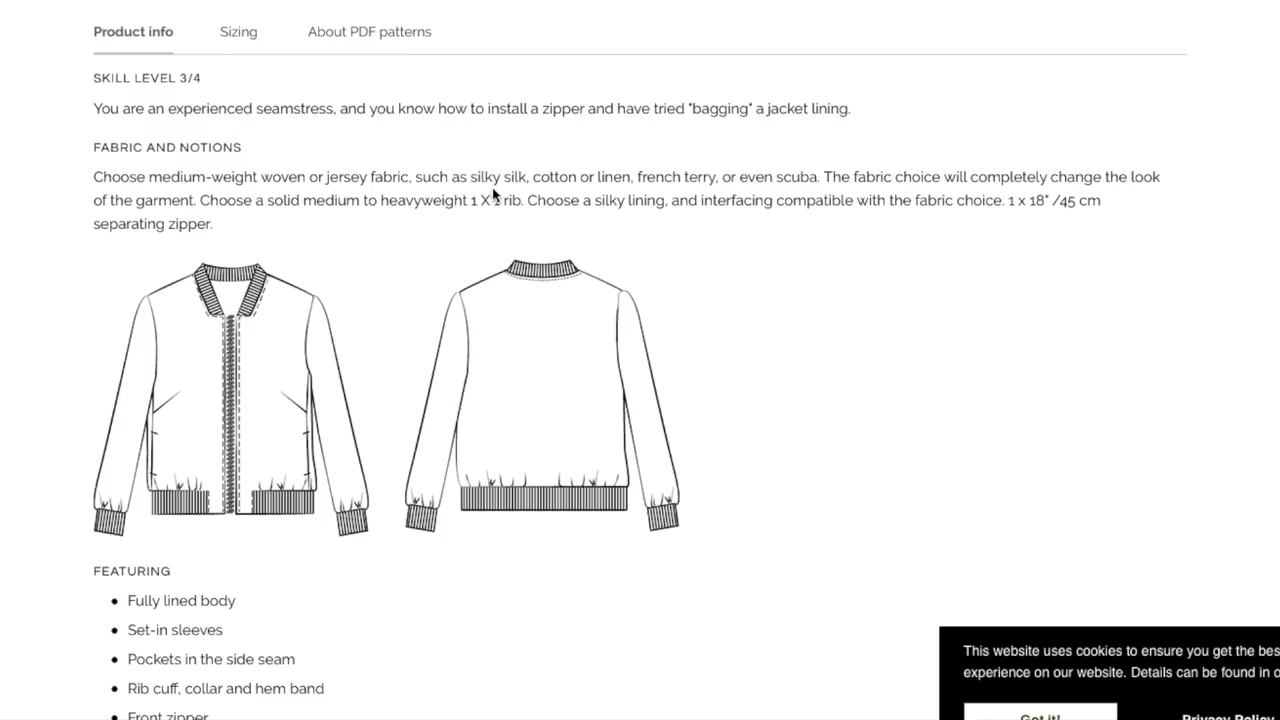 Product info
Sizing
About PDF patterns
SKILL LEVEL 3/4
You are an experienced seamstress, and you know how to install a zipper and have tried "bagging" a jacket lining.
FABRIC AND NOTIONS
Choose medium-weight woven or jersey fabric, such as silky silk, cotton or linen, french terry, or even scuba. The fabric choice will completely change the look
of the garment. Choose a solid medium to heavyweight 1 X 1 rib. Choose a silky lining, and interfacing compatible with the fabric choice. 1 x 18" /45 cm
separating zipper.
FEATURING
Fully lined body
Set-in sleeves
Pockets in the side seam
Rib cuff, collar and hem band
Front zipper
This website uses cookies to ensure you get the bes
experience on our website. Details can be found in o
Got it!
Privacy Policy